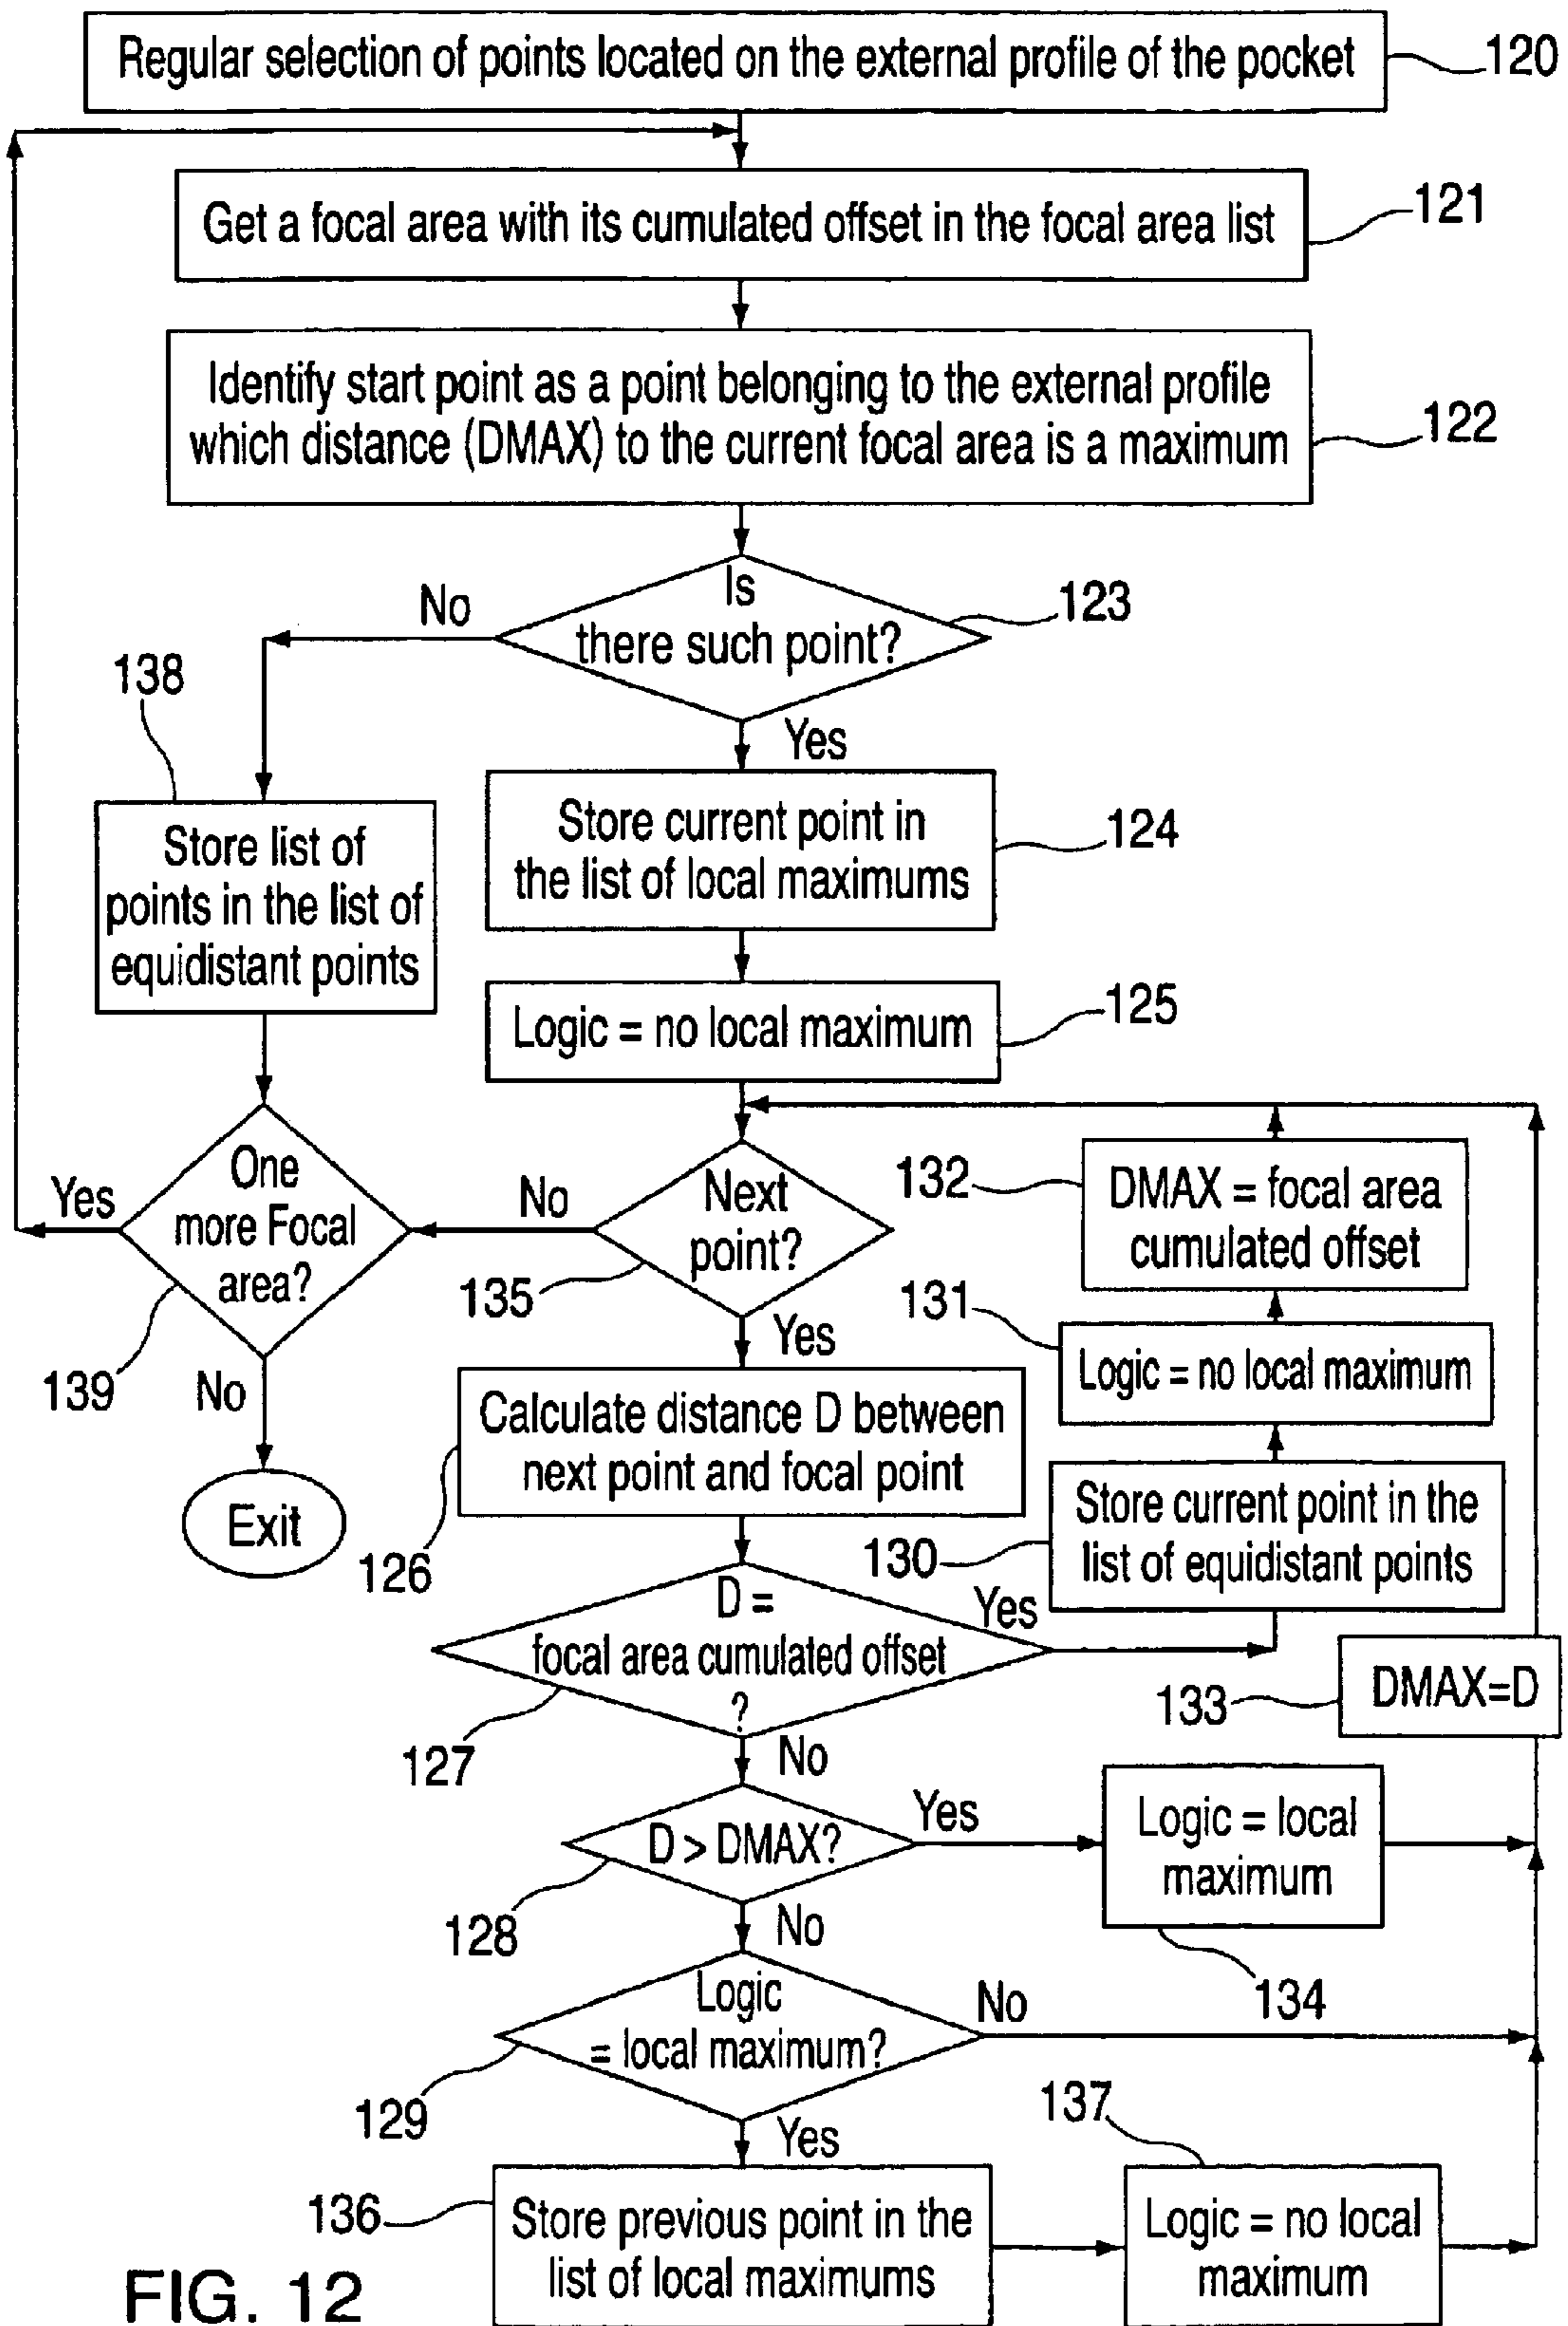 Regular selection of points located on the external profile of the pocket
120
Get a focal area with its cumulated offset in the focal area list
121
Identify start point as a point belonging to the external profile
which distance (DMAX) to the current focal area is a maximum
122
Is
there such point?
123
No
Yes
138
Store list of
points in the list of
equidistant points
Store current point in
the list of local maximums
124
Logic = no local maximum
125
One
more Focal
area?
Yes
139
No
Exit
Next
point?
No
135
Yes
132
DMAX = focal area
cumulated offset
131
Logic = no local maximum
Calculate distance D between
next point and focal point
126
130
Store current point in the
list of equidistant points
D =
focal area cumulated offset
?
Yes
127
No
133
DMAX=D
D > DMAX?
Yes
128
No
Logic = local
maximum
134
Logic
= local maximum?
No
129
Yes
137
136
Store previous point in the
list of local maximums
Logic = no local
maximum
FIG. 12